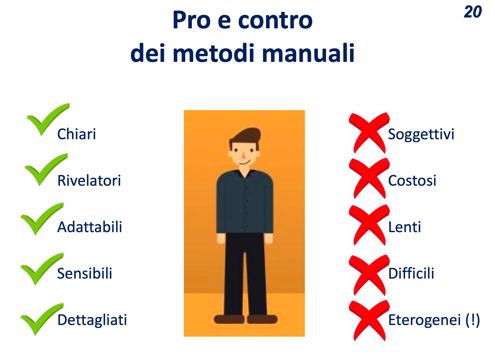 20
Pro e contro
dei metodi manuali
Chiari
Rivelatori
Adattabili
Sensibili
Dettagliati
Soggettivi
Costosi
Lenti
Difficili
Eterogenei (!)